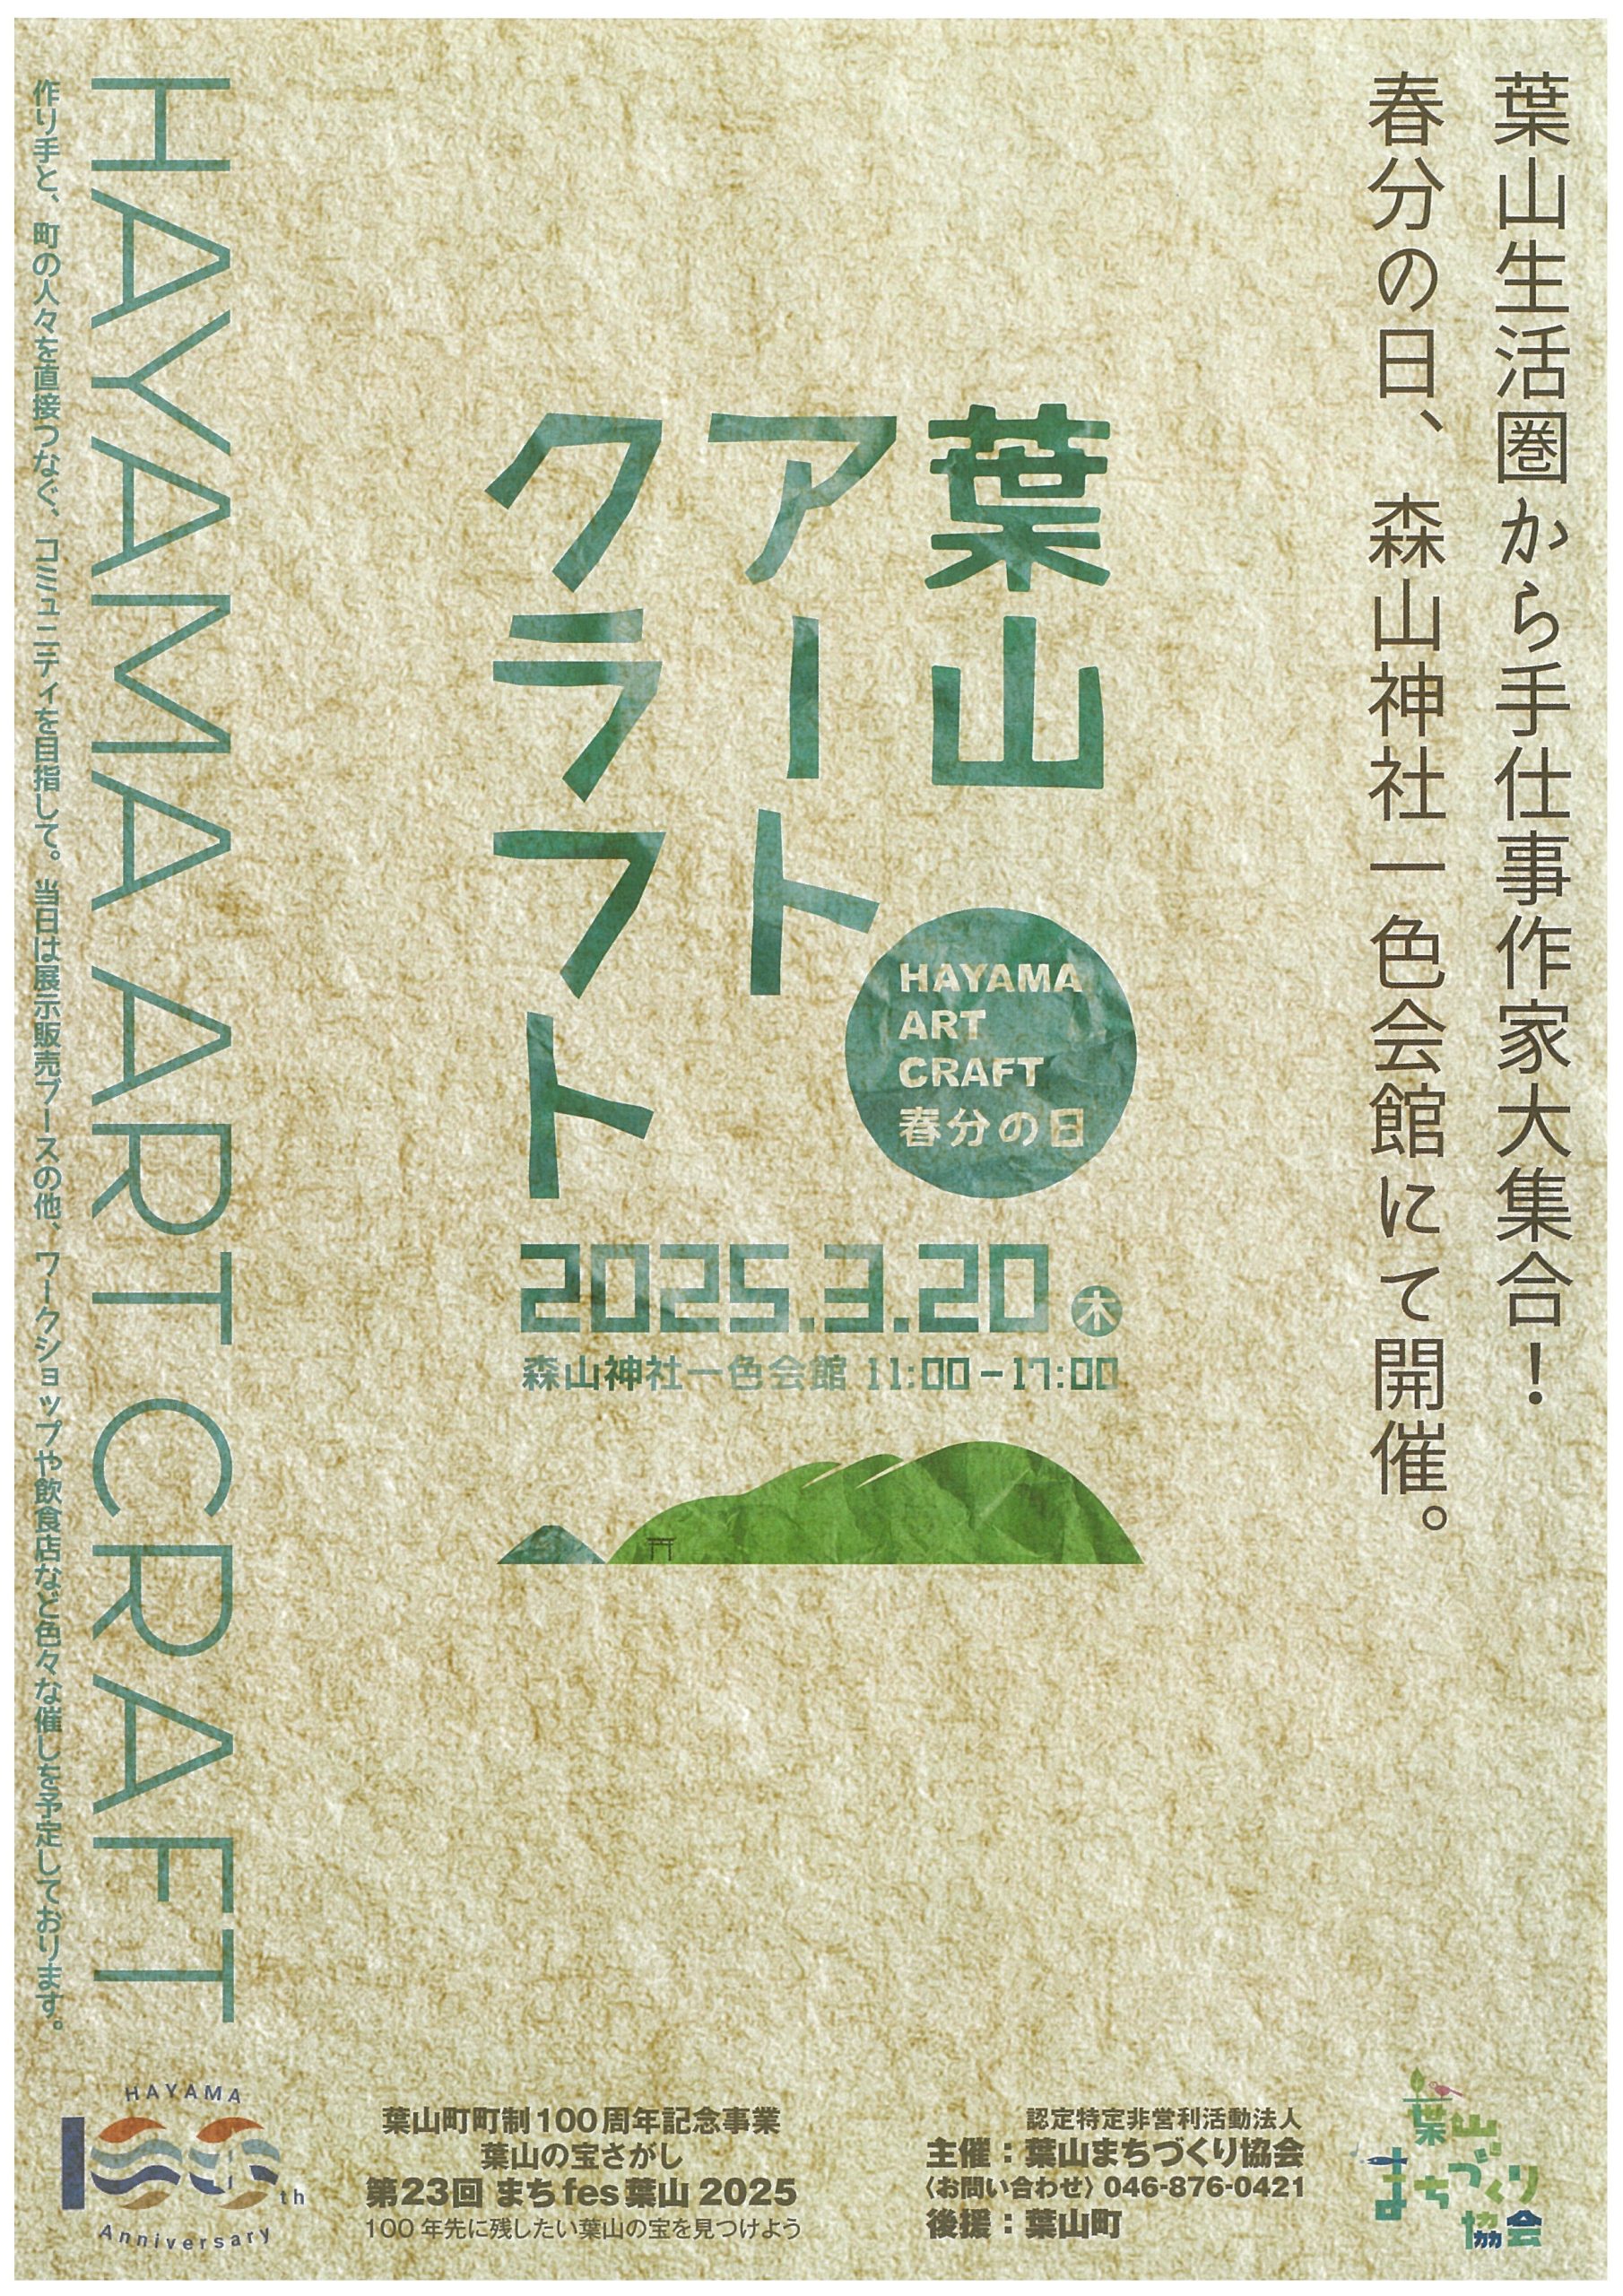 葉山生活圏から手仕事作家大集合！
春分の日、森山神社一色会館にて開催。
葉山
アート
クラフト
HAYAMA
ART
CRAFT
春分の日
2025.3.20 木
森山神社一色会館 11:00-17:00
HAYAMA ART CRAFT
作り手と、町の人々を直接つなぐ、コミュニティを目指して。当日は展示販売ブースの他、ワークショップや飲食店など色々な催しを予定しております。
HAYAMA
100th
Anniversary
葉山町町制100周年記念事業
葉山の宝さがし
第23回 まちfes葉山 2025
100年先に残したい葉山の宝を見つけよう
認定特定非営利活動法人
主催：葉山まちづくり協会
〈お問い合わせ〉046-876-0421
後援：葉山町
葉山
まちづくり
協会